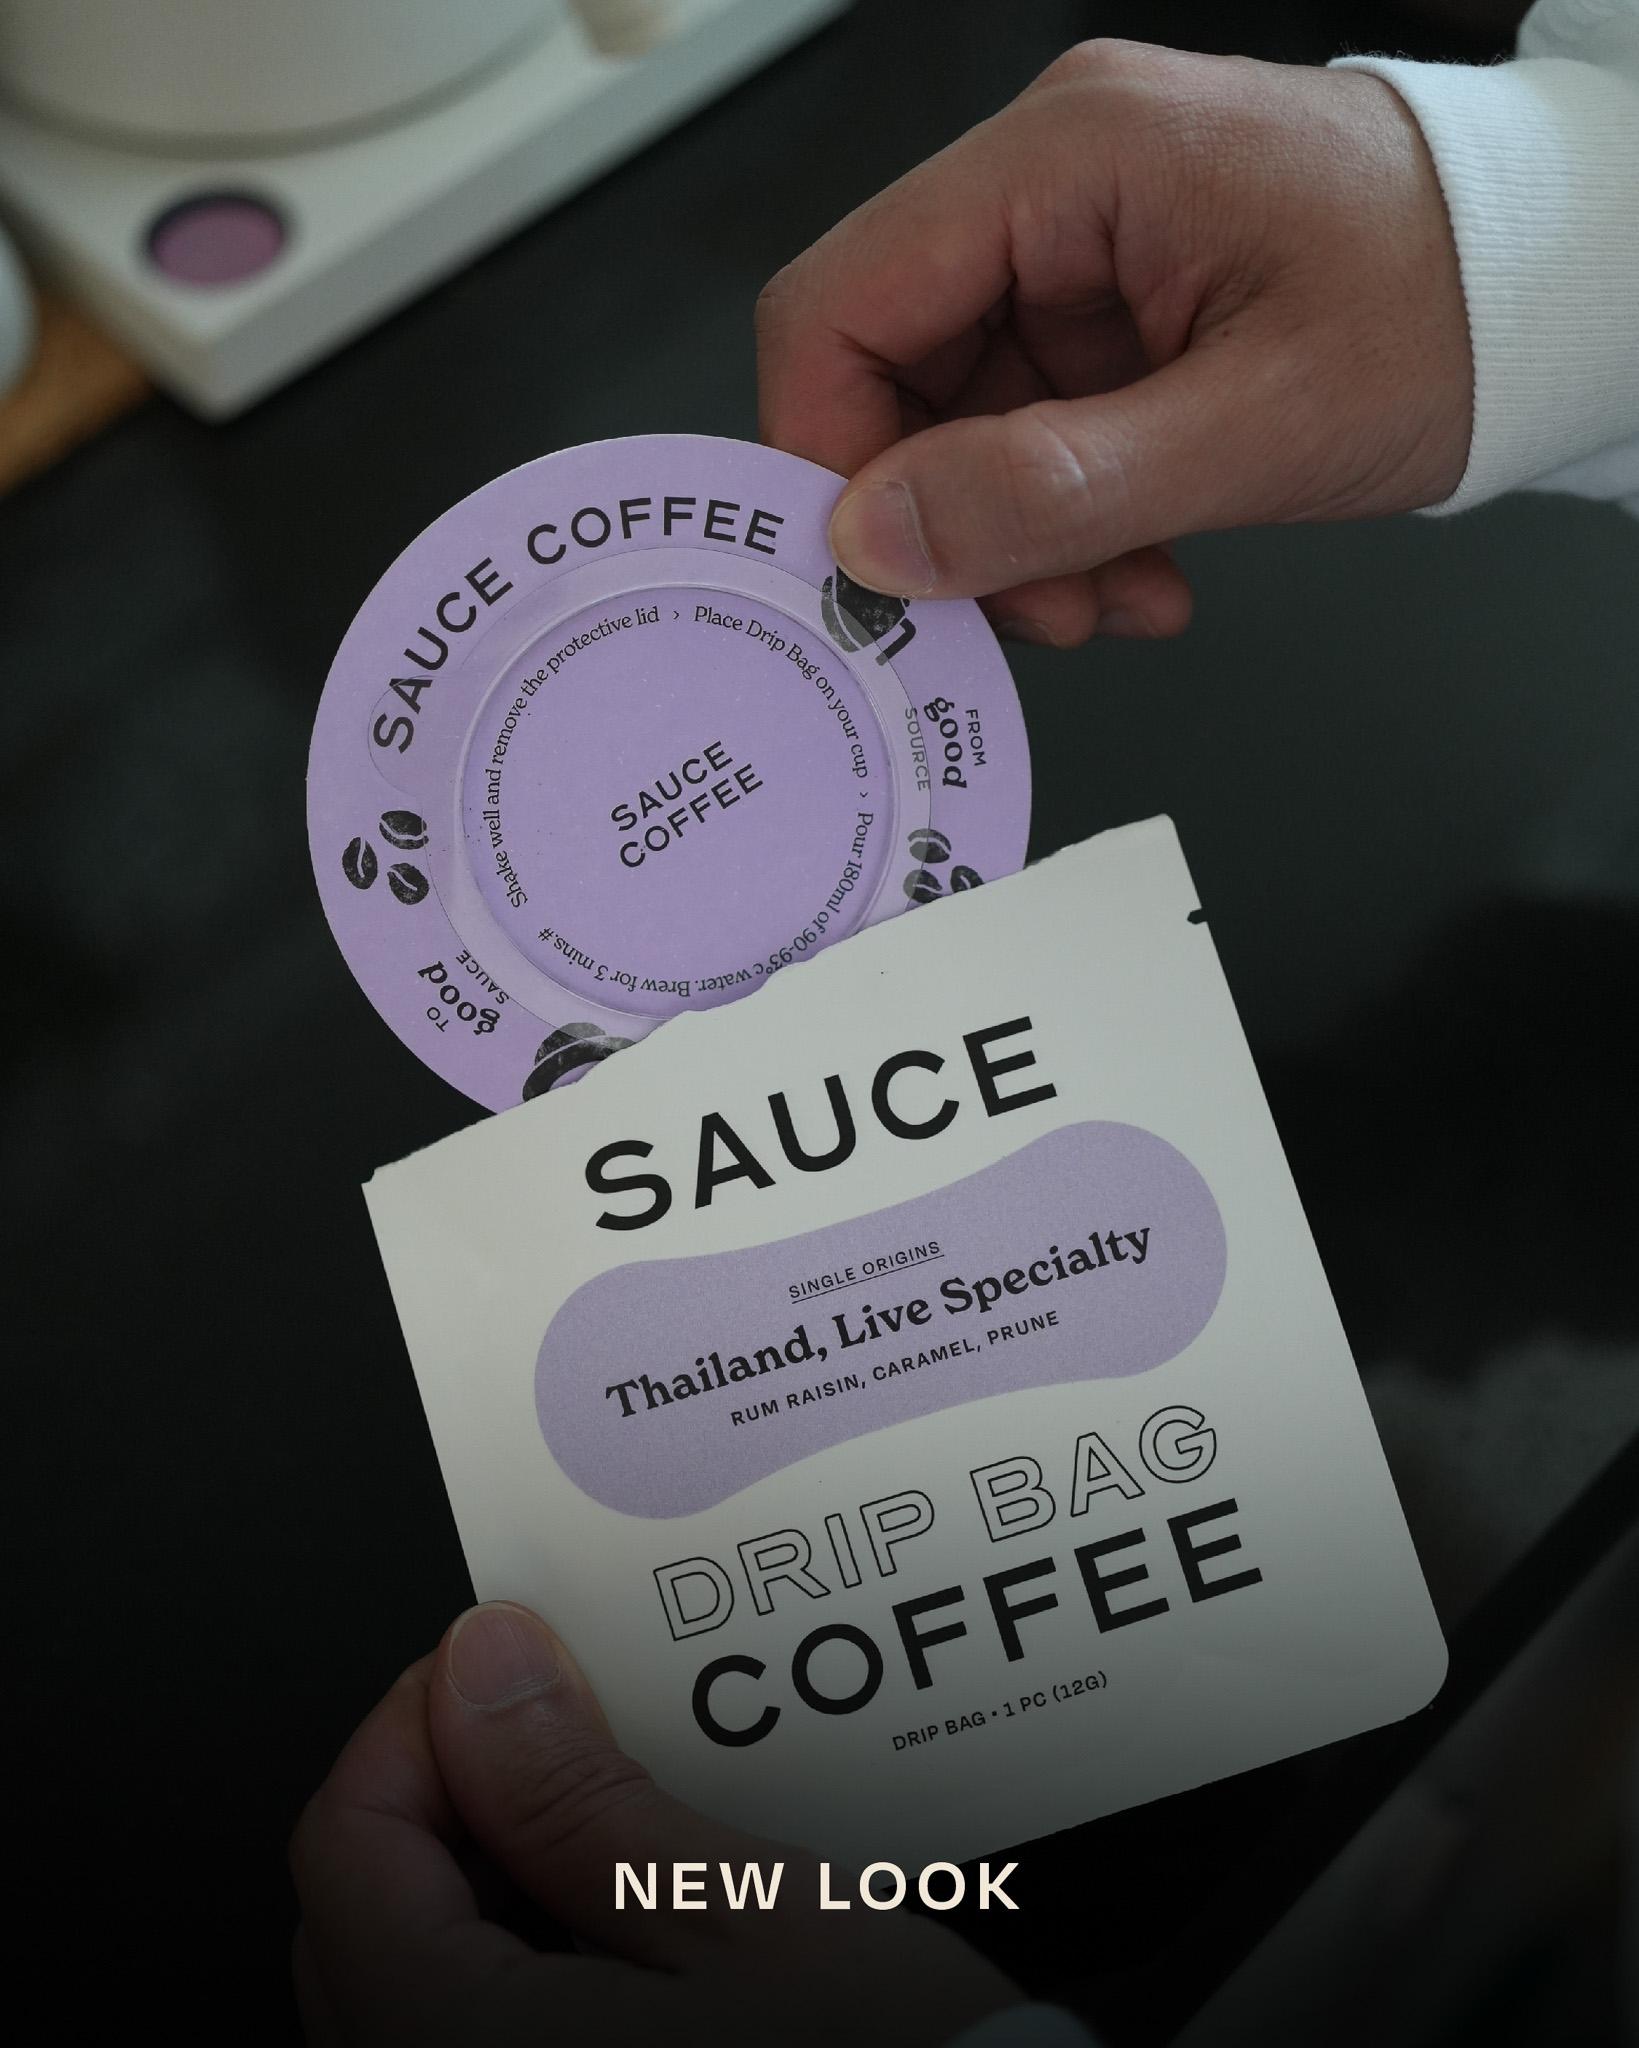 SAUCE COFFEE
Shake well and remove the protective lid › Place Drip Bag on your cup › Pour 180ml of 90-93°c water. Brew for 3 mins.#
SAUCE
COFFEE
FROM
good
SOURCE
TO
good
SAUCE
SAUCE
SINGLE ORIGINS
Thailand, Live Specialty
RUM RAISIN, CARAMEL, PRUNE
DRIP BAG
COFFEE
DRIP BAG • 1 PC (12G)
NEW LOOK